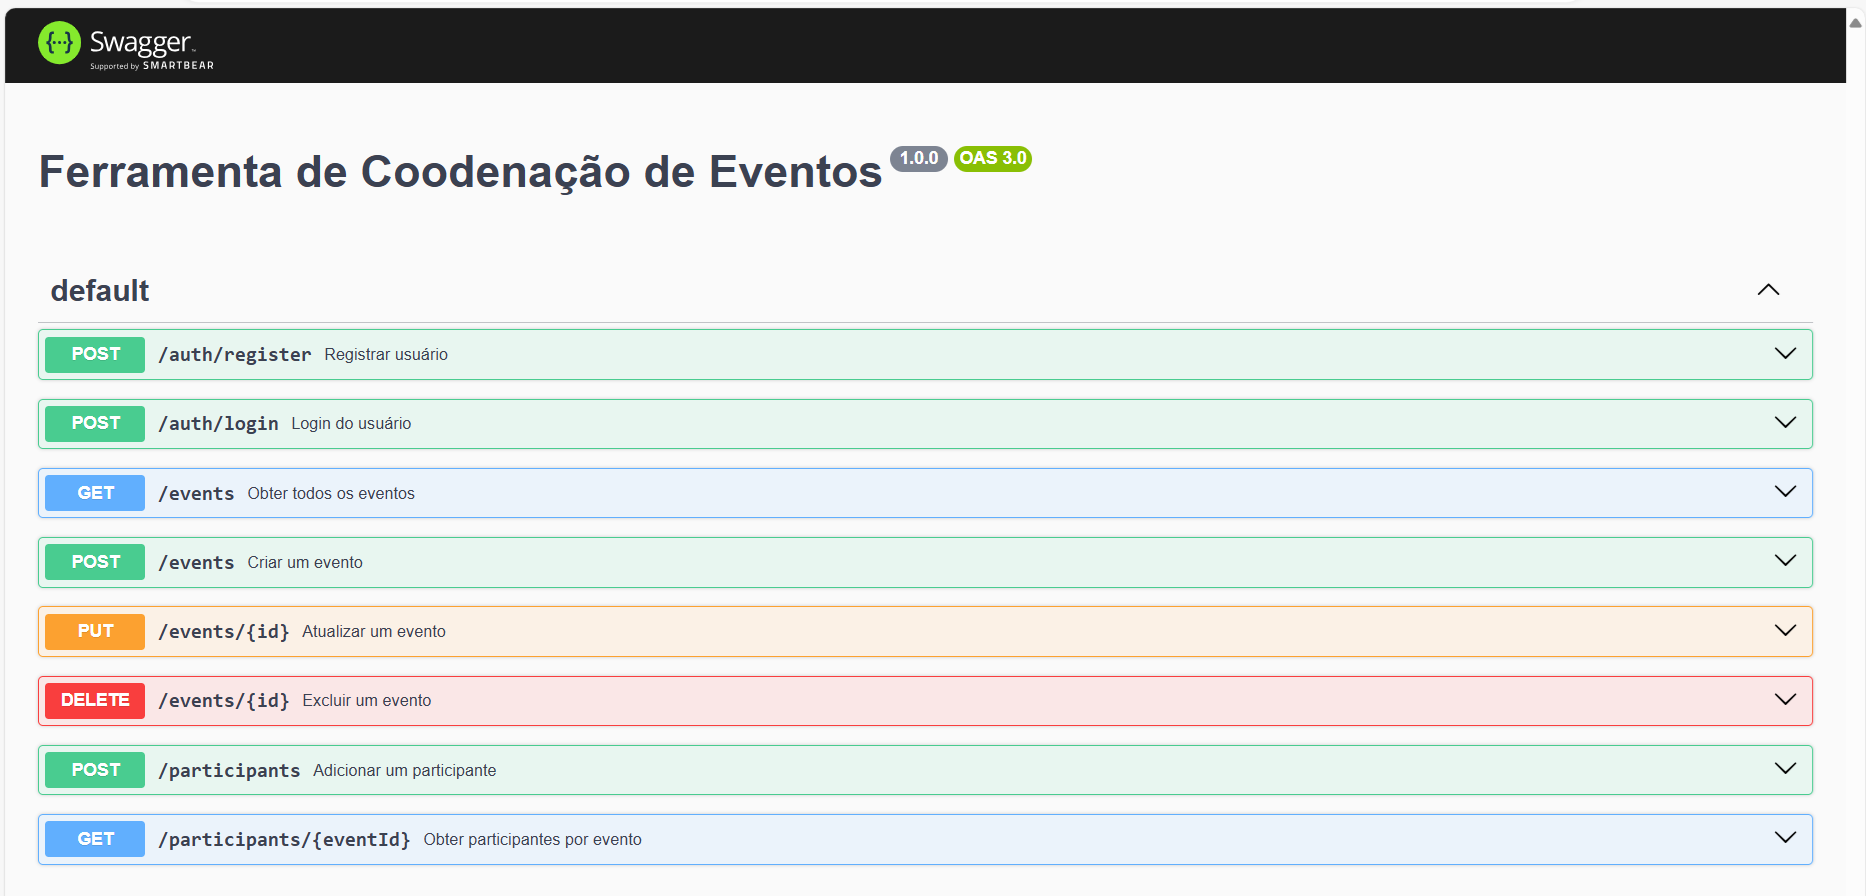 {···} Swagger™
Supported by SMARTBEAR
Ferramenta de Coodenação de Eventos 1.0.0 OAS 3.0
default
POST /auth/register Registrar usuário
POST /auth/login Login do usuário
GET /events Obter todos os eventos
POST /events Criar um evento
PUT /events/{id} Atualizar um evento
DELETE /events/{id} Excluir um evento
POST /participants Adicionar um participante
GET /participants/{eventId} Obter participantes por evento